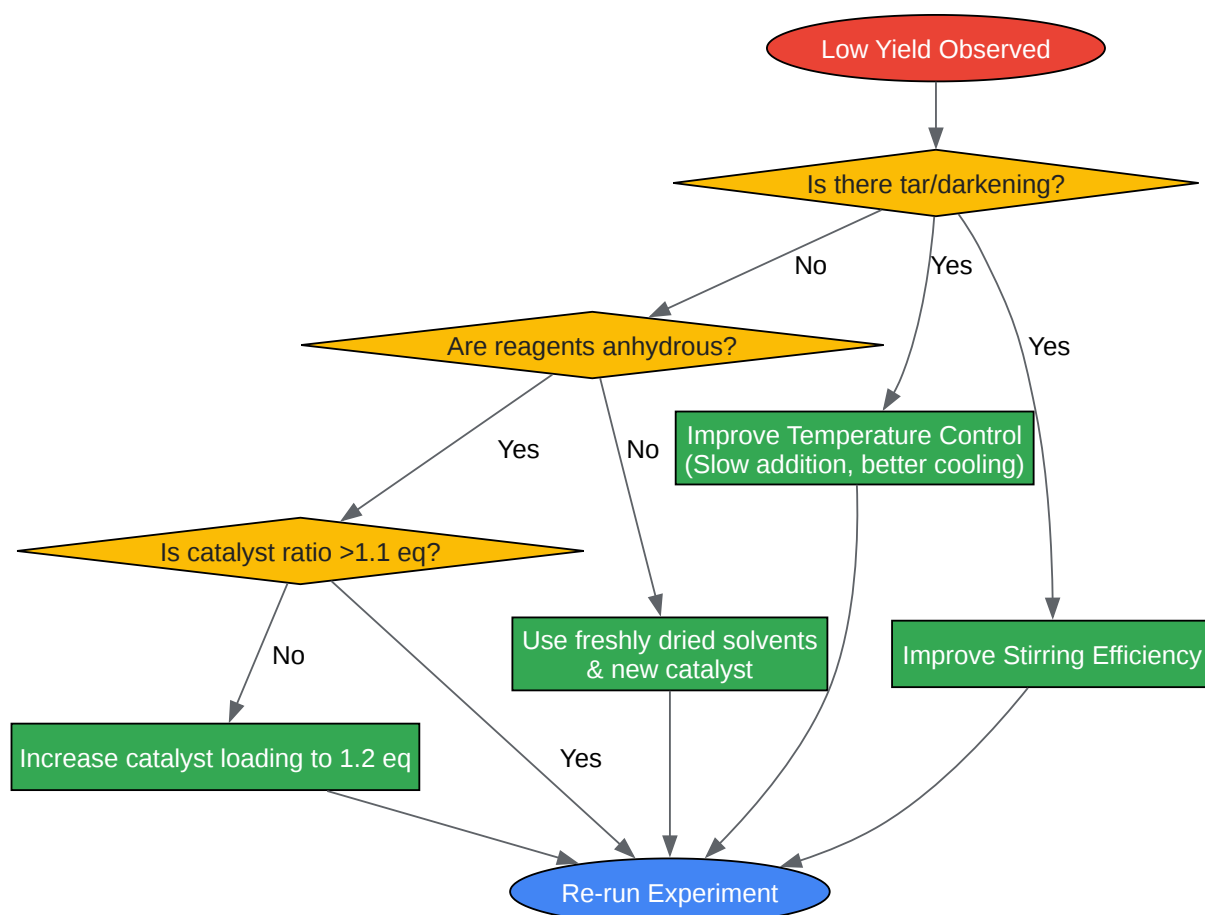 Low Yield Observed
Is there tar/darkening?
No
Yes
Are reagents anhydrous?
Yes
Improve Temperature Control
(Slow addition, better cooling)
Yes
No
Is catalyst ratio >1.1 eq?
Use freshly dried solvents
& new catalyst
Improve Stirring Efficiency
No
Increase catalyst loading to 1.2 eq
Yes
Re-run Experiment